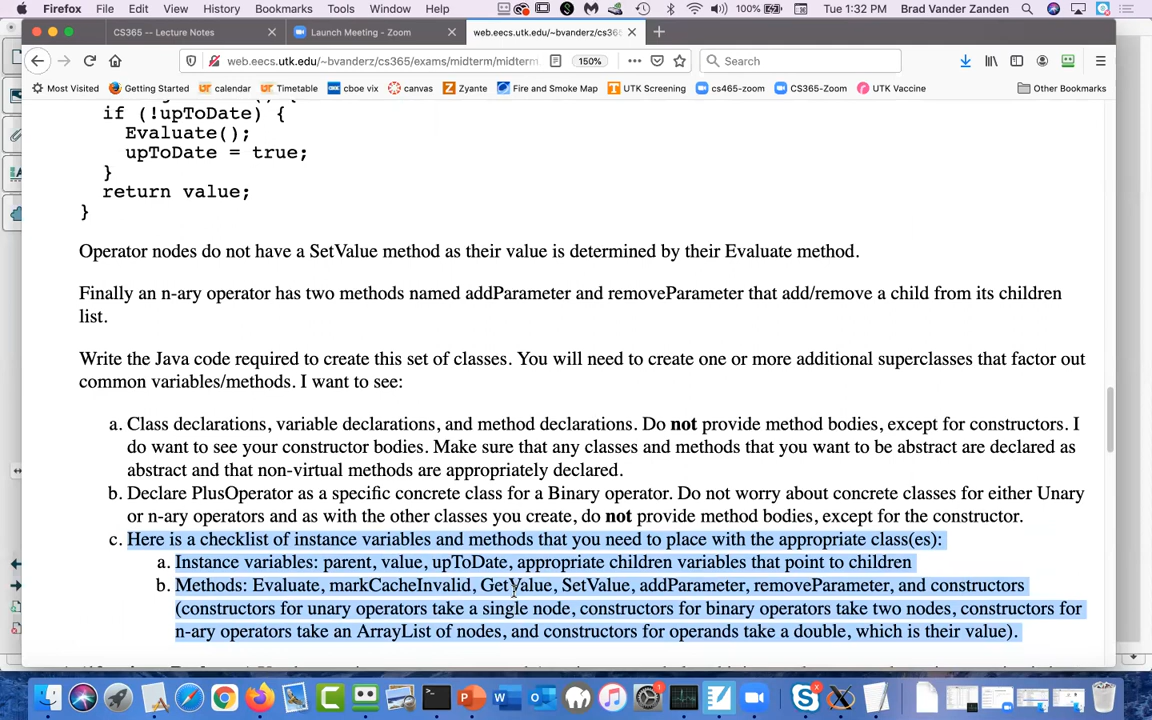 Firefox File Edit View History Bookmarks Tools Window Help 100% Tue 1:32 PM Brad Vander Zanden
CS365 -- Lecture Notes Launch Meeting - Zoom web.eecs.utk.edu/~bvanderz/cs36
web.eecs.utk.edu/~bvanderz/cs365/exams/midterm/midterm 150% Search
Most Visited Getting Started calendar Timetable cboe vix canvas Zyante Fire and Smoke Map UTK Screening cs465-zoom CS365-Zoom UTK Vaccine Other Bookmarks
if (!upToDate) {
Evaluate();
upToDate = true;
}
return value;
}
Operator nodes do not have a SetValue method as their value is determined by their Evaluate method.
Finally an n-ary operator has two methods named addParameter and removeParameter that add/remove a child from its children
list.
Write the Java code required to create this set of classes. You will need to create one or more additional superclasses that factor out
common variables/methods. I want to see:
a. Class declarations, variable declarations, and method declarations. Do not provide method bodies, except for constructors. I
do want to see your constructor bodies. Make sure that any classes and methods that you want to be abstract are declared as
abstract and that non-virtual methods are appropriately declared.
b. Declare PlusOperator as a specific concrete class for a Binary operator. Do not worry about concrete classes for either Unary
or n-ary operators and as with the other classes you create, do not provide method bodies, except for the constructor.
c. Here is a checklist of instance variables and methods that you need to place with the appropriate class(es):
a. Instance variables: parent, value, upToDate, appropriate children variables that point to children
b. Methods: Evaluate, markCacheInvalid, GetValue, SetValue, addParameter, removeParameter, and constructors
(constructors for unary operators take a single node, constructors for binary operators take two nodes, constructors for
n-ary operators take an ArrayList of nodes, and constructors for operands take a double, which is their value).